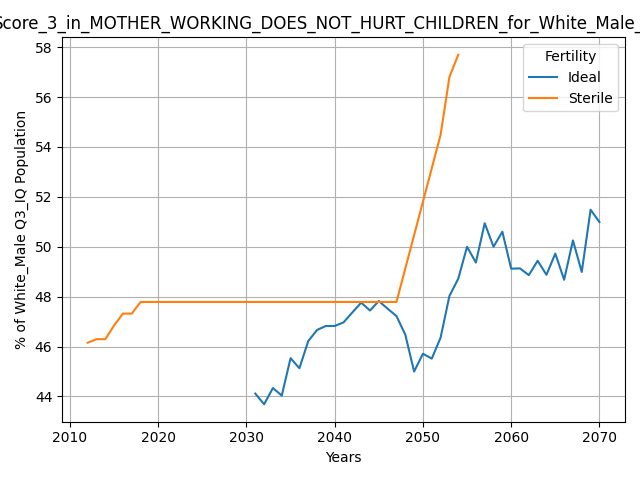 Score_3_in_MOTHER_WORKING_DOES_NOT_HURT_CHILDREN_for_White_Male_
58
56
54
52
50
48
46
44
% of White_Male Q3_IQ Population
Fertility
Ideal
Sterile
2010 2020 2030 2040 2050 2060 2070
Years